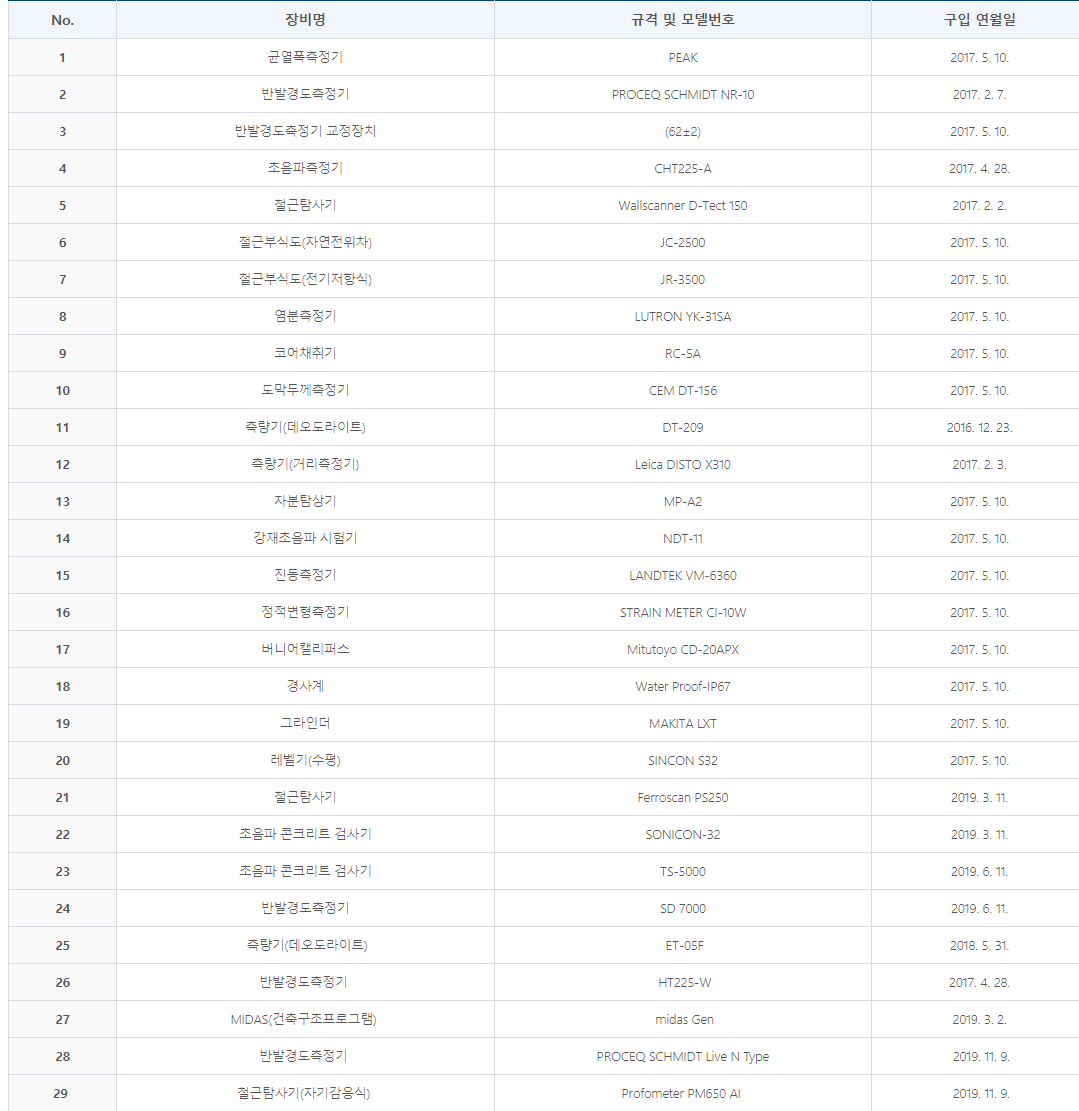 No. 장비명 규격 및 모델번호 구입 연월일
1 균열폭측정기 PEAK 2017. 5. 10.
2 반발경도측정기 PROCEQ SCHMIDT NR-10 2017. 2. 7.
3 반발경도측정기 교정장치 (62±2) 2017. 5. 10.
4 초음파측정기 CHT225-A 2017. 4. 28.
5 철근탐사기 Wallscanner D-Tect 150 2017. 2. 2.
6 철근부식도(자연전위차) JC-2500 2017. 5. 10.
7 철근부식도(전기저항식) JR-3500 2017. 5. 10.
8 염분측정기 LUTRON YK-31SA 2017. 5. 10.
9 코어채취기 RC-5A 2017. 5. 10.
10 도막두께측정기 CEM DT-156 2017. 5. 10.
11 측량기(데오도라이트) DT-209 2016. 12. 23.
12 측량기(거리측정기) Leica DISTO X310 2017. 2. 3.
13 자분탐상기 MP-A2 2017. 5. 10.
14 강재초음파 시험기 NDT-11 2017. 5. 10.
15 진동측정기 LANDTEK VM-6360 2017. 5. 10.
16 정적변형측정기 STRAIN METER CI-10W 2017. 5. 10.
17 버니어캘리퍼스 Mitutoyo CD-20APX 2017. 5. 10.
18 경사계 Water Proof-IP67 2017. 5. 10.
19 그라인더 MAKITA LXT 2017. 5. 10.
20 레벨기(수평) SINCON S32 2017. 5. 10.
21 철근탐사기 Ferroscan PS250 2019. 3. 11.
22 초음파 콘크리트 검사기 SONICON-32 2019. 3. 11.
23 초음파 콘크리트 검사기 TS-5000 2019. 6. 11.
24 반발경도측정기 SD 7000 2019. 6. 11.
25 측량기(데오도라이트) ET-05F 2018. 5. 31.
26 반발경도측정기 HT225-W 2017. 4. 28.
27 MIDAS(건축구조프로그램) midas Gen 2019. 3. 2.
28 반발경도측정기 PROCEQ SCHMIDT Live N Type 2019. 11. 9.
29 철근탐사기(자기감응식) Profometer PM650 AI 2019. 11. 9.